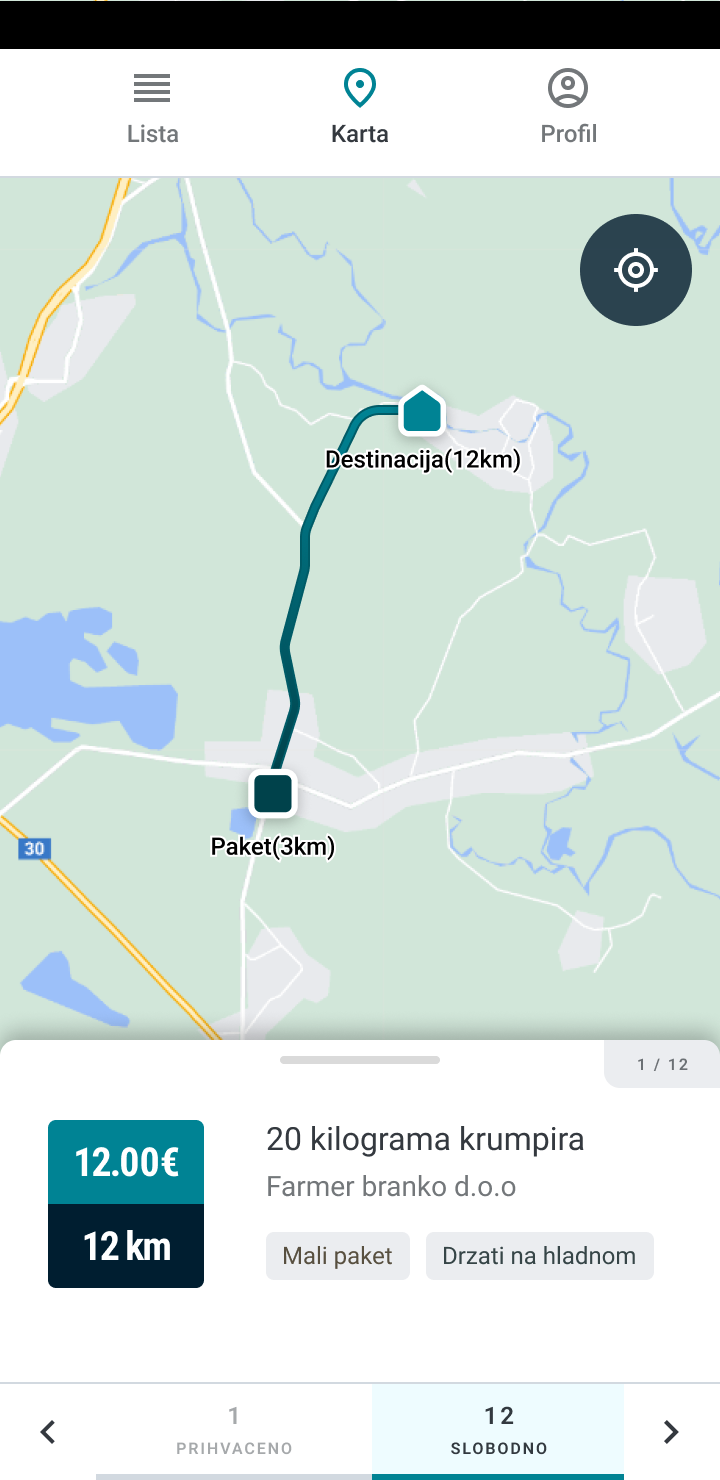 Lista
Karta
Profil
Destinacija(12km)
Paket(3km)
30
1 / 12
12.00€
12 km
20 kilograma krumpira
Farmer branko d.o.o
Mali paket
Drzati na hladnom
1
PRIHVACENO
12
SLOBODNO